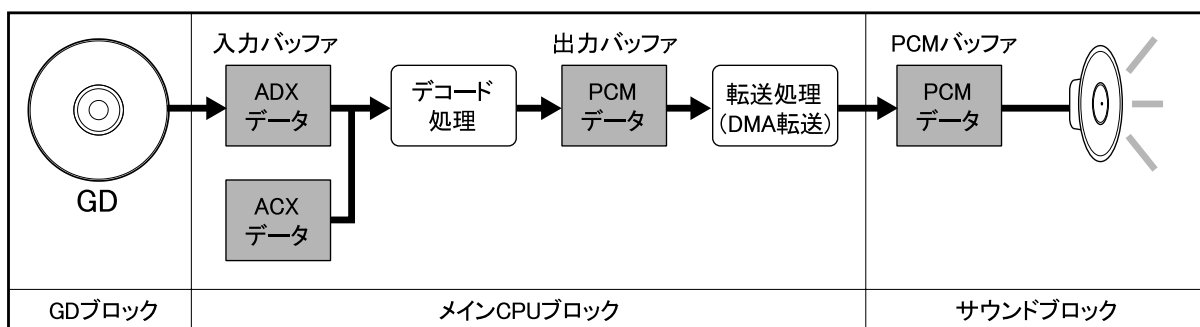 入力バッファ
出力バッファ
PCMバッファ
GD
ADX
データ
デコード
処理
PCM
データ
転送処理
(DMA転送)
PCM
データ
ACX
データ
GDブロック
メインCPUブロック
サウンドブロック